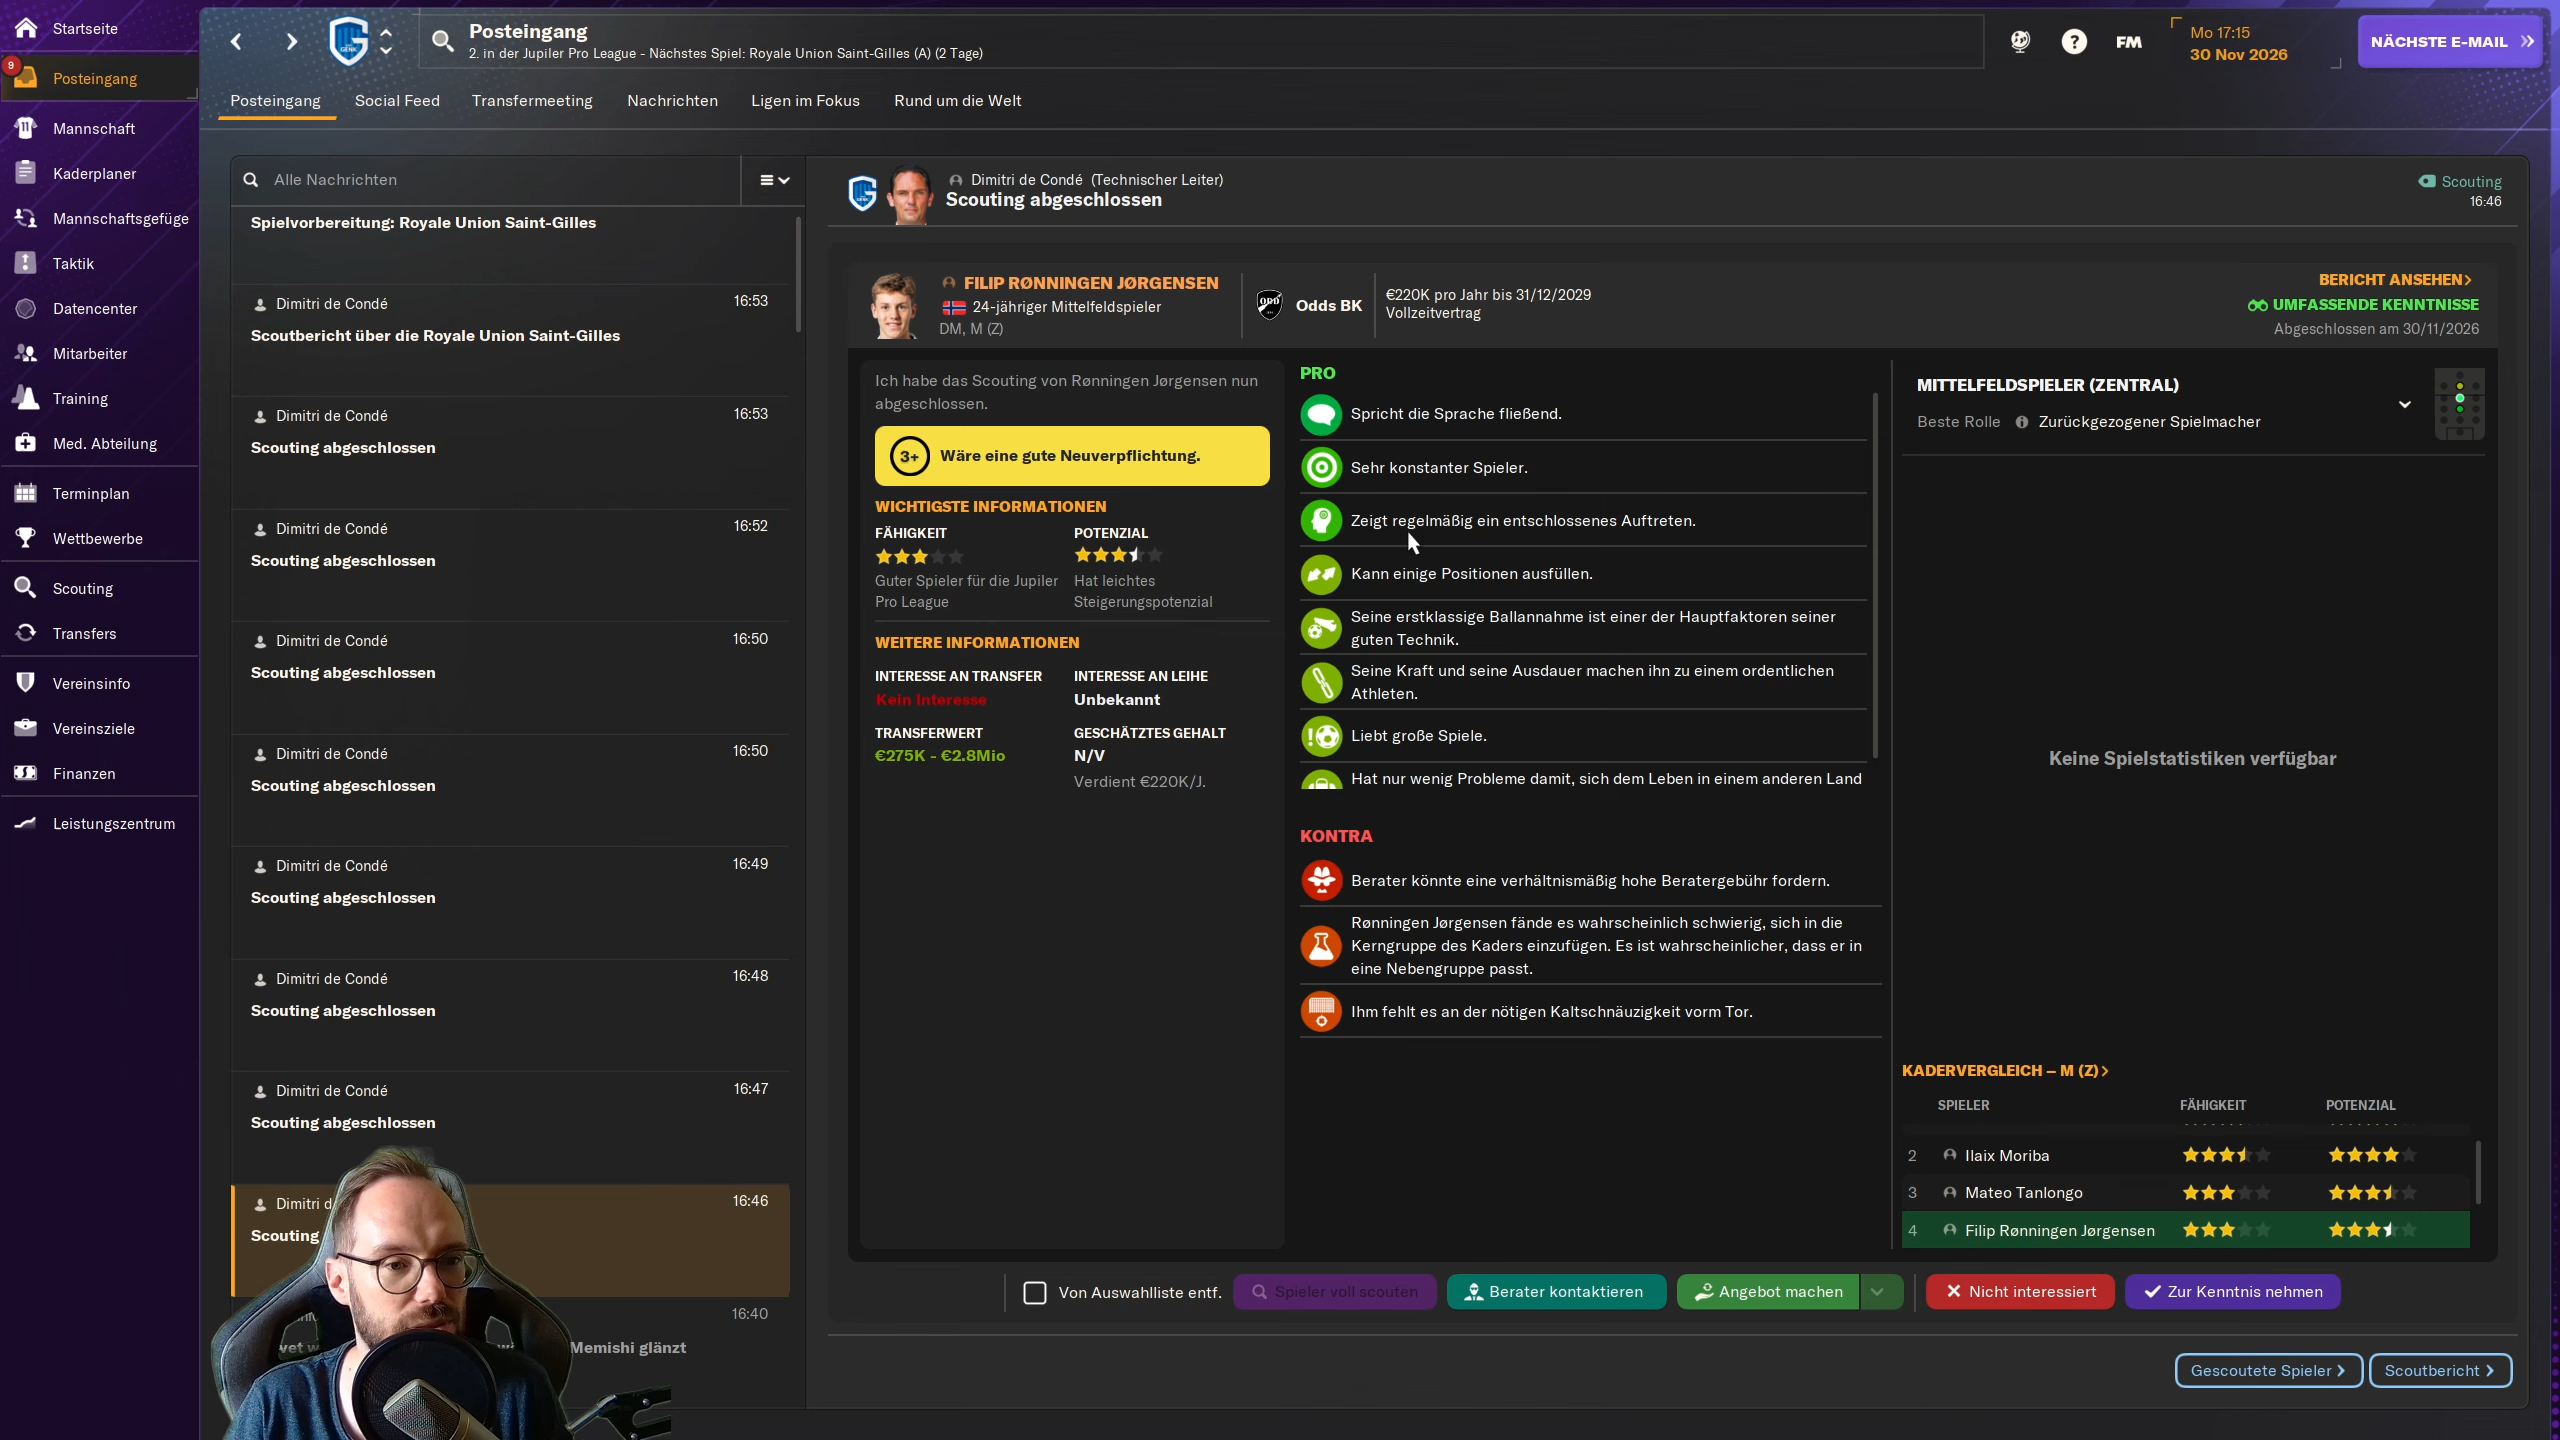 Startseite
9
Posteingang
Mannschaft
Kaderplaner
Mannschaftsgefüge
Taktik
Datencenter
Mitarbeiter
Training
Med. Abteilung
Terminplan
Wettbewerbe
Scouting
Transfers
Vereinsinfo
Vereinsziele
Finanzen
Leistungszentrum
GENK
Posteingang
2. in der Jupiler Pro League - Nächstes Spiel: Royale Union Saint-Gilles (A) (2 Tage)
?
FM
Mo 17:15
30 Nov 2026
NÄCHSTE E-MAIL
Posteingang
Social Feed
Transfermeeting
Nachrichten
Ligen im Fokus
Rund um die Welt
Alle Nachrichten
Spielvorbereitung: Royale Union Saint-Gilles
Dimitri de Condé 16:53
Scoutbericht über die Royale Union Saint-Gilles
Dimitri de Condé 16:53
Scouting abgeschlossen
Dimitri de Condé 16:52
Scouting abgeschlossen
Dimitri de Condé 16:50
Scouting abgeschlossen
Dimitri de Condé 16:50
Scouting abgeschlossen
Dimitri de Condé 16:49
Scouting abgeschlossen
Dimitri de Condé 16:48
Scouting abgeschlossen
Dimitri de Condé 16:47
Scouting abgeschlossen
Dimitri d 16:46
Scouting
16:40
Memishi glänzt
Dimitri de Condé (Technischer Leiter)
Scouting abgeschlossen
Scouting
16:46
FILIP RØNNINGEN JØRGENSEN
24-jähriger Mittelfeldspieler
DM, M (Z)
Odds BK
€220K pro Jahr bis 31/12/2029
Vollzeitvertrag
BERICHT ANSEHEN
UMFASSENDE KENNTNISSE
Abgeschlossen am 30/11/2026
Ich habe das Scouting von Rønningen Jørgensen nun
abgeschlossen.
3+ Wäre eine gute Neuverpflichtung.
WICHTIGSTE INFORMATIONEN
FÄHIGKEIT POTENZIAL
Guter Spieler für die Jupiler
Pro League
Hat leichtes
Steigerungspotenzial
WEITERE INFORMATIONEN
INTERESSE AN TRANSFER INTERESSE AN LEIHE
Kein Interesse Unbekannt
TRANSFERWERT GESCHÄTZTES GEHALT
€275K - €2.8Mio N/V
Verdient €220K/J.
PRO
Spricht die Sprache fließend.
Sehr konstanter Spieler.
Zeigt regelmäßig ein entschlossenes Auftreten.
Kann einige Positionen ausfüllen.
Seine erstklassige Ballannahme ist einer der Hauptfaktoren seiner
guten Technik.
Seine Kraft und seine Ausdauer machen ihn zu einem ordentlichen
Athleten.
Liebt große Spiele.
Hat nur wenig Probleme damit, sich dem Leben in einem anderen Land
KONTRA
Berater könnte eine verhältnismäßig hohe Beratergebühr fordern.
Rønningen Jørgensen fände es wahrscheinlich schwierig, sich in die
Kerngruppe des Kaders einzufügen. Es ist wahrscheinlicher, dass er in
eine Nebengruppe passt.
Ihm fehlt es an der nötigen Kaltschnäuzigkeit vorm Tor.
MITTELFELDSPIELER (ZENTRAL)
Beste Rolle Zurückgezogener Spielmacher
Keine Spielstatistiken verfügbar
KADERVERGLEICH – M (Z)
SPIELER FÄHIGKEIT POTENZIAL
2 Ilaix Moriba
3 Mateo Tanlongo
4 Filip Rønningen Jørgensen
Von Auswahlliste entf.
Spieler voll scouten
Berater kontaktieren
Angebot machen
Nicht interessiert
Zur Kenntnis nehmen
Gescoutete Spieler
Scoutbericht